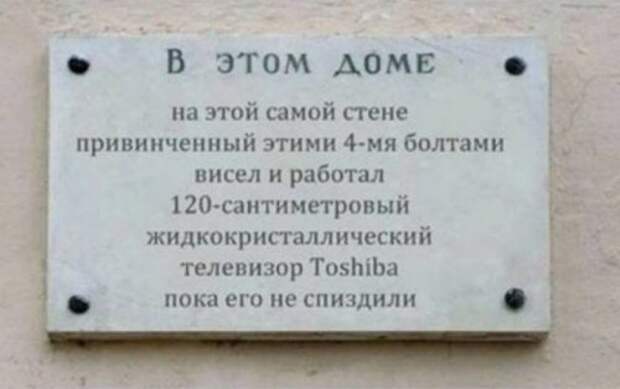 В ЭТОМ ДОМЕ
на этой самой стене
привинченный этими 4-мя болтами
висел и работал
120-сантиметровый
жидкокристаллический
телевизор Toshiba
пока его не спиздили